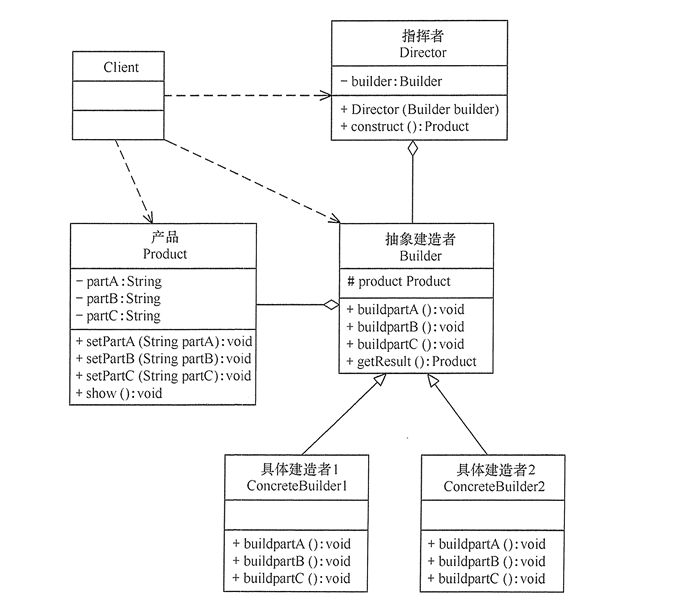 指挥者
Director
- builder:Builder
+ Director (Builder builder)
+ construct ():Product
Client
产品
Product
- partA:String
- partB:String
- partC:String
+ setPartA (String partA):void
+ setPartB (String partB):void
+ setPartC (String partC):void
+ show ():void
抽象建造者
Builder
# product Product
+ buildpartA ():void
+ buildpartB ():void
+ buildpartC ():void
+ getResult ():Product
具体建造者1
ConcreteBuilder1
+ buildpartA ():void
+ buildpartB ():void
+ buildpartC ():void
具体建造者2
ConcreteBuilder2
+ buildpartA ():void
+ buildpartB ():void
+ buildpartC ():void